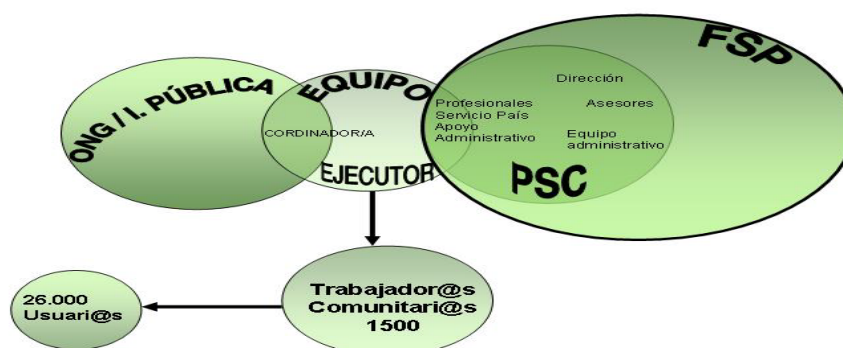 ONG / I. PÚBLICA
EQUIPO
EJECUTOR
CORDINADOR/A
FSP
PSC
Dirección
Profesionales
Servicio País
Apoyo
Administrativo
Asesores
Equipo
administrativo
Trabajador@s
Comunitari@s
1500
26.000
Usuari@s